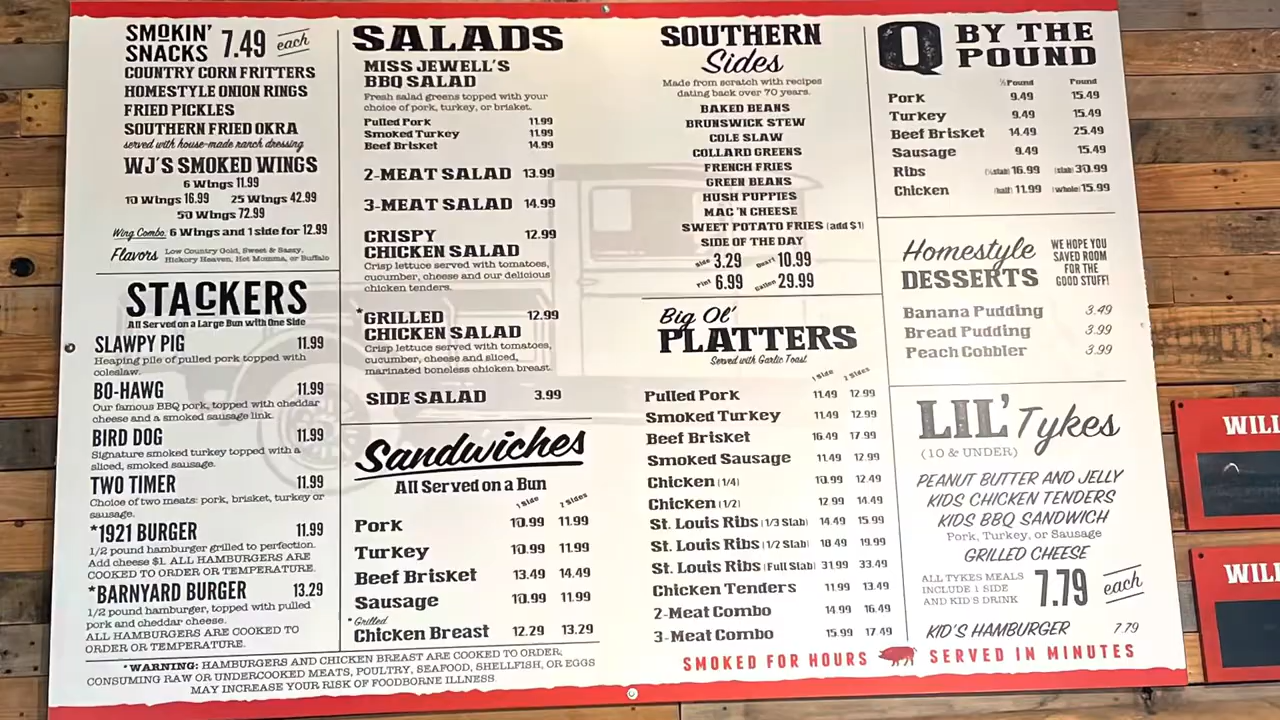 SMOKIN' SNACKS 7.49 each
COUNTRY CORN FRITTERS
HOMESTYLE ONION RINGS
FRIED PICKLES
SOUTHERN FRIED OKRA
served with house-made ranch dressing
WJ'S SMOKED WINGS
6 Wings 11.99
10 Wings 16.99 25 Wings 42.99
50 Wings 72.99
Wing Combo, 6 Wings and 1 side for 12.99
Flavors Low Country Gold, Sweet & Sassy,
Hickory Heaven, Hot Momma, or Buffalo
STACKERS
All Served on a Large Bun with One Side
SLAWPY PIG 11.99
Heaping pile of pulled pork topped with
coleslaw.
BO-HAWG 11.99
Our famous BBQ pork, topped with cheddar
cheese and a smoked sausage link.
BIRD DOG 11.99
Signature smoked turkey topped with a
sliced, smoked sausage.
TWO TIMER 11.99
Choice of two meats: pork, brisket, turkey or
sausage.
*1921 BURGER 11.99
1/2 pound hamburger grilled to perfection.
Add cheese $1. ALL HAMBURGERS ARE
COOKED TO ORDER OR TEMPERATURE.
*BARNYARD BURGER 13.29
1/2 pound hamburger, topped with pulled
pork and cheddar cheese.
ALL HAMBURGERS ARE COOKED TO
ORDER OR TEMPERATURE.
SALADS
MISS JEWELL'S
BBQ SALAD
Fresh salad greens topped with your
choice of pork, turkey, or brisket.
Pulled Pork 11.99
Smoked Turkey 11.99
Beef Brisket 14.99
2-MEAT SALAD 13.99
3-MEAT SALAD 14.99
CRISPY 12.99
CHICKEN SALAD
Crisp lettuce served with tomatoes,
cucumber, cheese and our delicious
chicken tenders.
*GRILLED 12.99
CHICKEN SALAD
Crisp lettuce served with tomatoes,
cucumber, cheese and sliced,
marinated boneless chicken breast.
SIDE SALAD 3.99
Sandwiches
All Served on a Bun
1 Side 2 Sides
Pork 10.99 11.99
Turkey 10.99 11.99
Beef Brisket 13.49 14.49
Sausage 10.99 11.99
*Grilled
Chicken Breast 12.29 13.29
*WARNING: HAMBURGERS AND CHICKEN BREAST ARE COOKED TO ORDER;
CONSUMING RAW OR UNDERCOOKED MEATS, POULTRY, SEAFOOD, SHELLFISH, OR EGGS
MAY INCREASE YOUR RISK OF FOODBORNE ILLNESS.
SOUTHERN
Sides
Made from scratch with recipes
dating back over 70 years.
BAKED BEANS
BRUNSWICK STEW
COLE SLAW
COLLARD GREENS
FRENCH FRIES
GREEN BEANS
HUSH PUPPIES
MAC 'N CHEESE
SWEET POTATO FRIES (add $1)
SIDE OF THE DAY
Side 3.29 Quart 10.99
Pint 6.99 Gallon 29.99
Big Ol'
PLATTERS
Served with Garlic Toast
1 Side 2 Sides
Pulled Pork 11.49 12.99
Smoked Turkey 11.49 12.99
Beef Brisket 16.49 17.99
Smoked Sausage 11.49 12.99
Chicken (1/4) 10.99 12.49
Chicken (1/2) 12.99 14.49
St. Louis Ribs (1/3 Slab) 14.49 15.99
St. Louis Ribs (1/2 Slab) 18.49 19.99
St. Louis Ribs (Full Slab) 31.99 33.49
Chicken Tenders 11.99 13.49
2-Meat Combo 14.99 16.49
3-Meat Combo 15.99 17.49
SMOKED FOR HOURS SERVED IN MINUTES
Q BY THE
POUND
½ Pound Pound
Pork 9.49 15.49
Turkey 9.49 15.49
Beef Brisket 14.49 25.49
Sausage 9.49 15.49
Ribs (½ slab) 16.99 (slab) 30.99
Chicken (half) 11.99 (whole) 15.99
Homestyle
DESSERTS
WE HOPE YOU
SAVED ROOM
FOR THE
GOOD STUFF!
Banana Pudding 3.49
Bread Pudding 3.99
Peach Cobbler 3.99
LIL' Tykes
(10 & UNDER)
PEANUT BUTTER AND JELLY
KIDS CHICKEN TENDERS
KIDS BBQ SANDWICH
Pork, Turkey, or Sausage
GRILLED CHEESE
ALL TYKES MEALS
INCLUDE 1 SIDE
AND KID'S DRINK
7.79 each
KID'S HAMBURGER 7.79
WILL
WILL